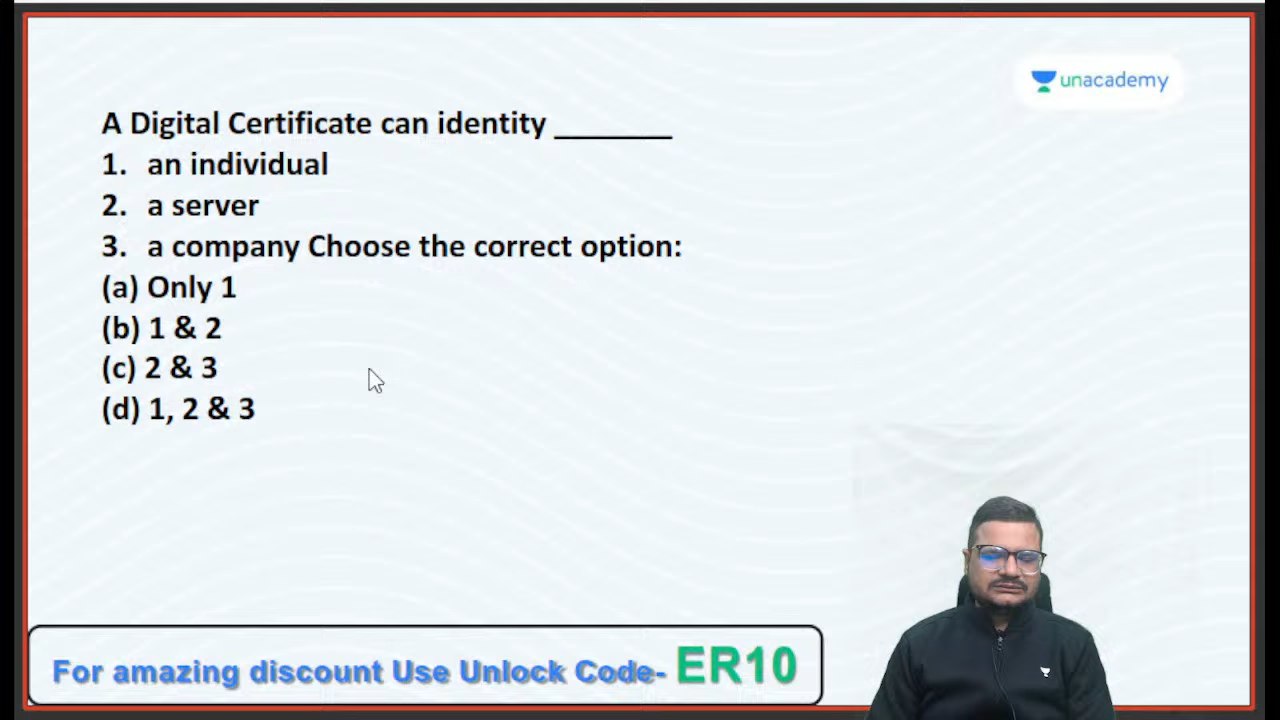 unacademy
A Digital Certificate can identity _______
1. an individual
2. a server
3. a company Choose the correct option:
(a) Only 1
(b) 1 & 2
(c) 2 & 3
(d) 1, 2 & 3
For amazing discount Use Unlock Code- ER10